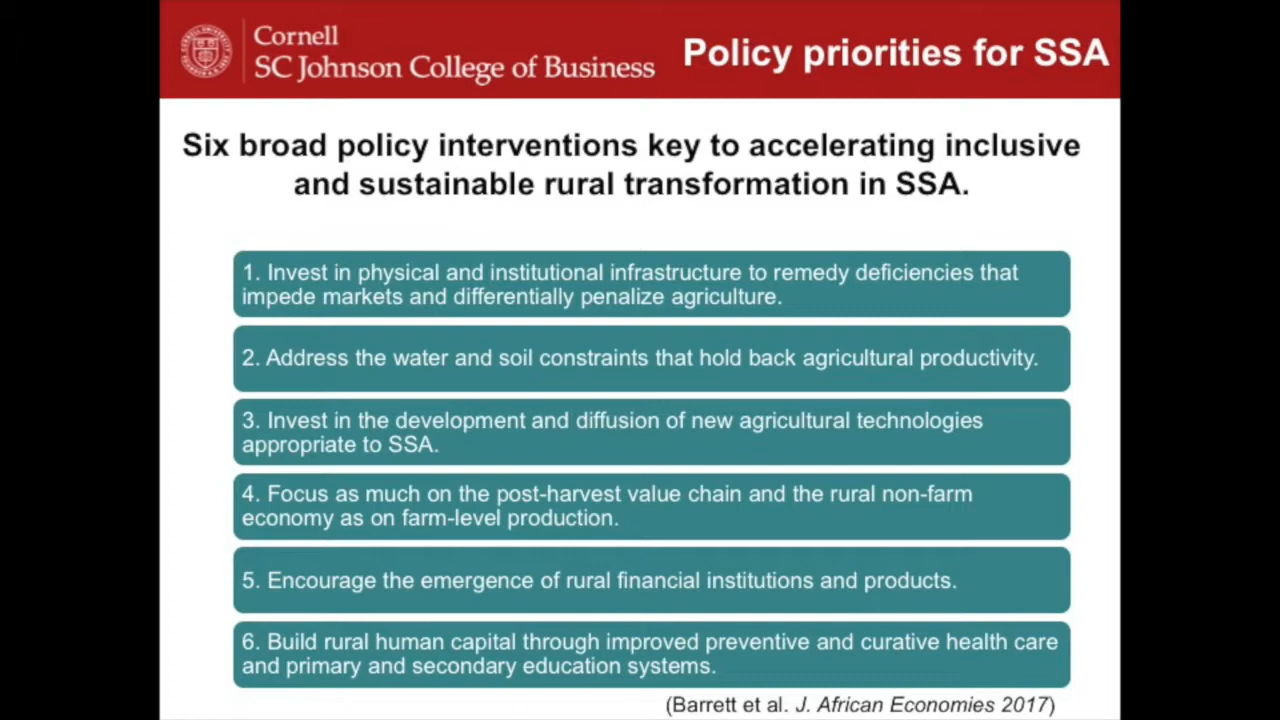 Cornell
SC Johnson College of Business
Policy priorities for SSA
Six broad policy interventions key to accelerating inclusive
and sustainable rural transformation in SSA.
1. Invest in physical and institutional infrastructure to remedy deficiencies that
impede markets and differentially penalize agriculture.
2. Address the water and soil constraints that hold back agricultural productivity.
3. Invest in the development and diffusion of new agricultural technologies
appropriate to SSA.
4. Focus as much on the post-harvest value chain and the rural non-farm
economy as on farm-level production.
5. Encourage the emergence of rural financial institutions and products.
6. Build rural human capital through improved preventive and curative health care
and primary and secondary education systems.
(Barrett et al. J. African Economies 2017)